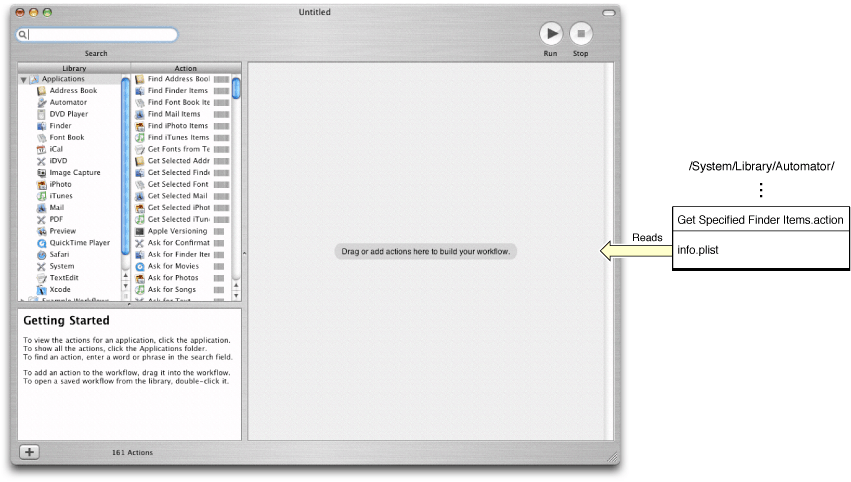 Untitled
Search
Run
Stop
Library
Action
Applications
Address Book
Automator
DVD Player
Finder
Font Book
iCal
iDVD
Image Capture
iPhoto
iTunes
Mail
PDF
Preview
QuickTime Player
Safari
System
TextEdit
Xcode
Example Workflows
Find Address Bool
Find Finder Items
Find Font Book Ite
Find Mail Items
Find iPhoto Items
Find iTunes Items
Get Fonts from Te
Get Selected Addr
Get Selected Finde
Get Selected Font
Get Selected Mail
Get Selected iPhot
Get Selected iTun
Apple Versioning
Ask for Confirmat
Ask for Finder Iter
Ask for Movies
Ask for Photos
Ask for Songs
Ask for Text
Drag or add actions here to build your workflow.
Getting Started
To view the actions for an application, click the application.
To show all the actions, click the Applications folder.
To find an action, enter a word or phrase in the search field.
To add an action to the workflow, drag it into the workflow.
To open a saved workflow from the library, double-click it.
161 Actions
/System/Library/Automator/
Get Specified Finder Items.action
Reads
info.plist